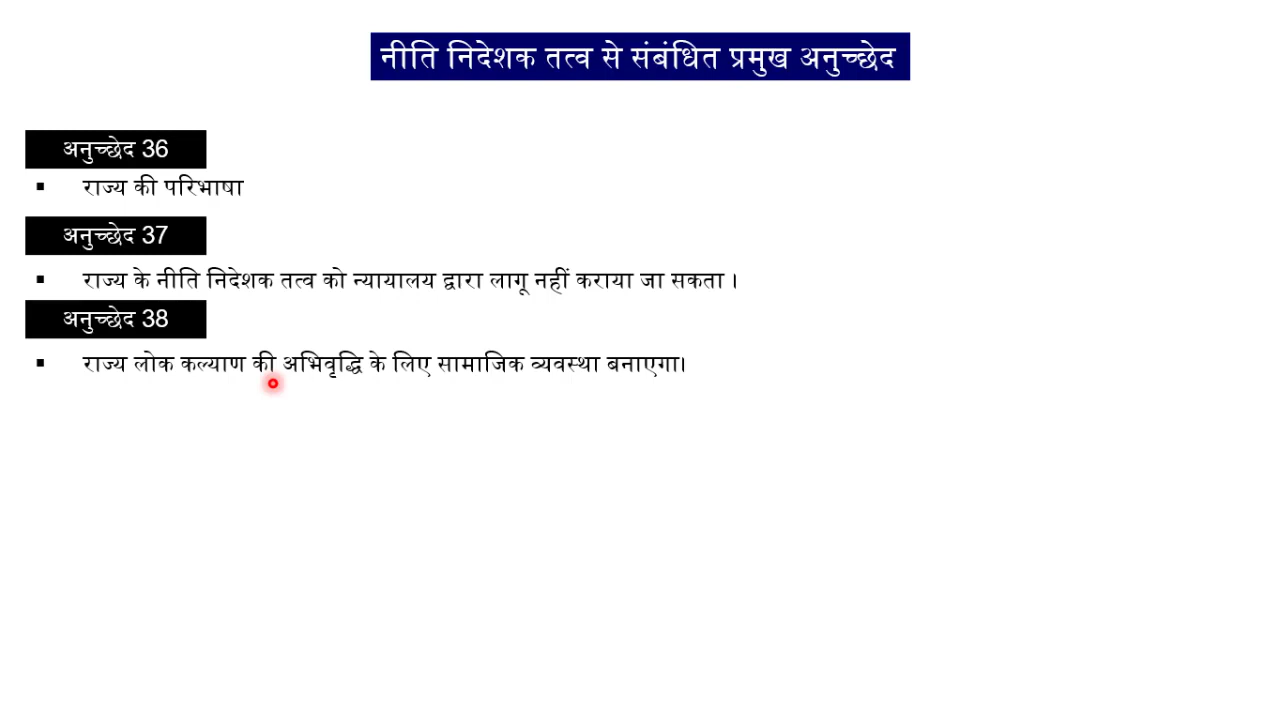 नीति निदेशक तत्व से संबंधित प्रमुख अनुच्छेद
अनुच्छेद 36
▪ राज्य की परिभाषा
अनुच्छेद 37
▪ राज्य के नीति निदेशक तत्व को न्यायालय द्वारा लागू नहीं कराया जा सकता ।
अनुच्छेद 38
▪ राज्य लोक कल्याण की अभिवृद्धि के लिए सामाजिक व्यवस्था बनाएगा।